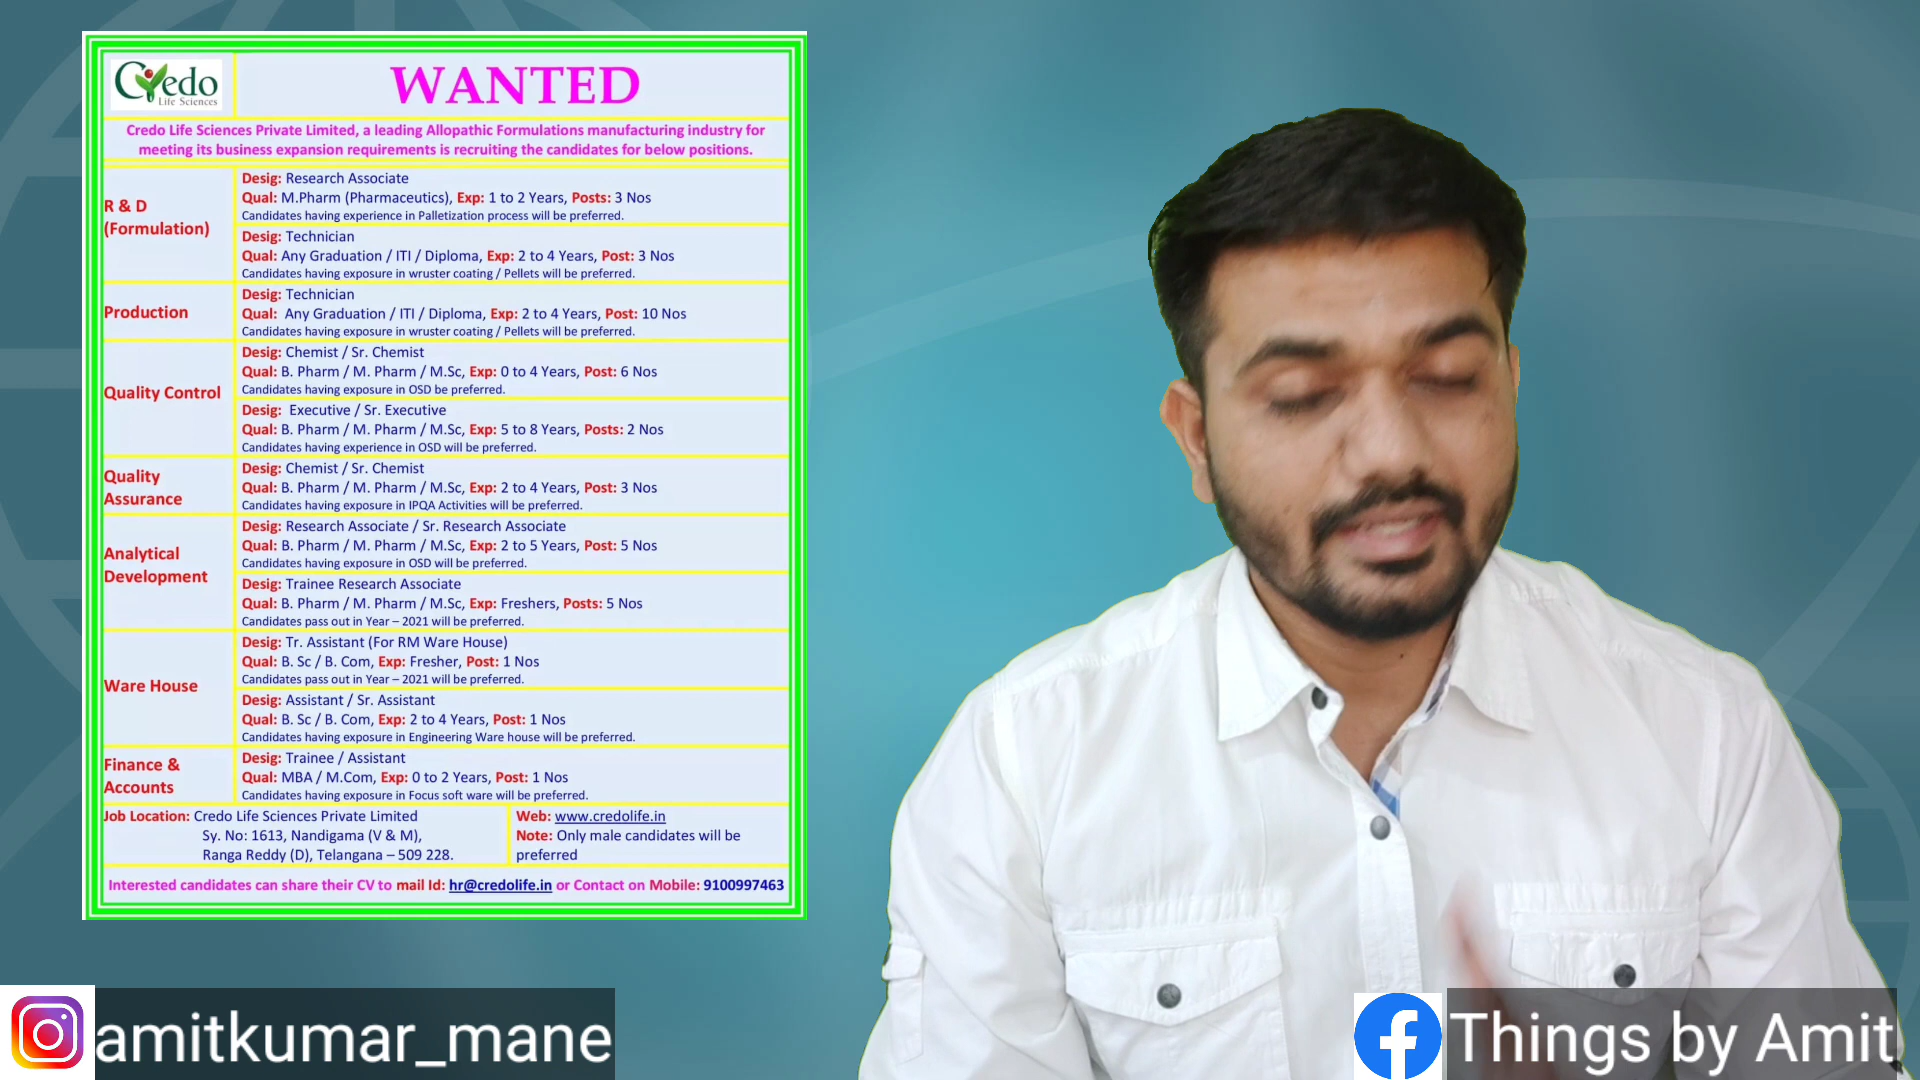 Credo
Life Sciences
WANTED
Credo Life Sciences Private Limited, a leading Allopathic Formulations manufacturing industry for
meeting its business expansion requirements is recruiting the candidates for below positions.
R & D
(Formulation)
Desig: Research Associate
Qual: M.Pharm (Pharmaceutics), Exp: 1 to 2 Years, Posts: 3 Nos
Candidates having experience in Palletization process will be preferred.
Desig: Technician
Qual: Any Graduation / ITI / Diploma, Exp: 2 to 4 Years, Post: 3 Nos
Candidates having exposure in wruster coating / Pellets will be preferred.
Production
Desig: Technician
Qual: Any Graduation / ITI / Diploma, Exp: 2 to 4 Years, Post: 10 Nos
Candidates having exposure in wruster coating / Pellets will be preferred.
Quality Control
Desig: Chemist / Sr. Chemist
Qual: B. Pharm / M. Pharm / M.Sc, Exp: 0 to 4 Years, Post: 6 Nos
Candidates having exposure in OSD be preferred.
Desig: Executive / Sr. Executive
Qual: B. Pharm / M. Pharm / M.Sc, Exp: 5 to 8 Years, Posts: 2 Nos
Candidates having experience in OSD will be preferred.
Quality
Assurance
Desig: Chemist / Sr. Chemist
Qual: B. Pharm / M. Pharm / M.Sc, Exp: 2 to 4 Years, Post: 3 Nos
Candidates having exposure in IPQA Activities will be preferred.
Analytical
Development
Desig: Research Associate / Sr. Research Associate
Qual: B. Pharm / M. Pharm / M.Sc, Exp: 2 to 5 Years, Post: 5 Nos
Candidates having exposure in OSD will be preferred.
Desig: Trainee Research Associate
Qual: B. Pharm / M. Pharm / M.Sc, Exp: Freshers, Posts: 5 Nos
Candidates pass out in Year – 2021 will be preferred.
Ware House
Desig: Tr. Assistant (For RM Ware House)
Qual: B. Sc / B. Com, Exp: Fresher, Post: 1 Nos
Candidates pass out in Year – 2021 will be preferred.
Desig: Assistant / Sr. Assistant
Qual: B. Sc / B. Com, Exp: 2 to 4 Years, Post: 1 Nos
Candidates having exposure in Engineering Ware house will be preferred.
Finance &
Accounts
Desig: Trainee / Assistant
Qual: MBA / M.Com, Exp: 0 to 2 Years, Post: 1 Nos
Candidates having exposure in Focus soft ware will be preferred.
Job Location: Credo Life Sciences Private Limited
Sy. No: 1613, Nandigama (V & M),
Ranga Reddy (D), Telangana – 509 228.
Web: www.credolife.in
Note: Only male candidates will be
preferred
Interested candidates can share their CV to mail Id: hr@credolife.in or Contact on Mobile: 9100997463
amitkumar_mane
Things by Amit